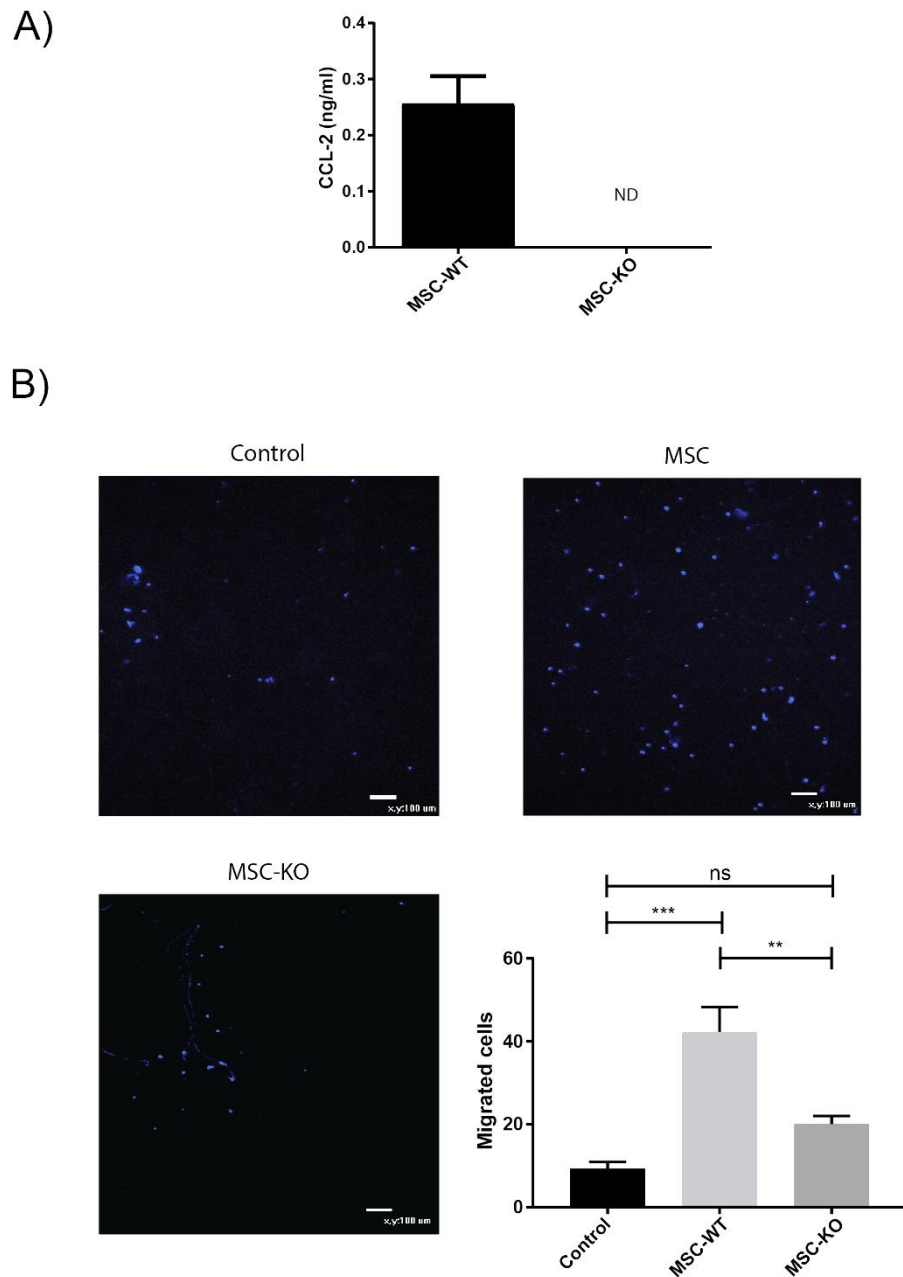 A)
0.4
0.3
0.2
0.1
0.0
CCL-2 (ng/ml)
ND
MSC-WT
MSC-KO
B)
Control
MSC
x,y:100 um
x,y:100 um
MSC-KO
x,y:100 um
ns
***
**
60
40
20
0
Migrated cells
Control
MSC-WT
MSC-KO